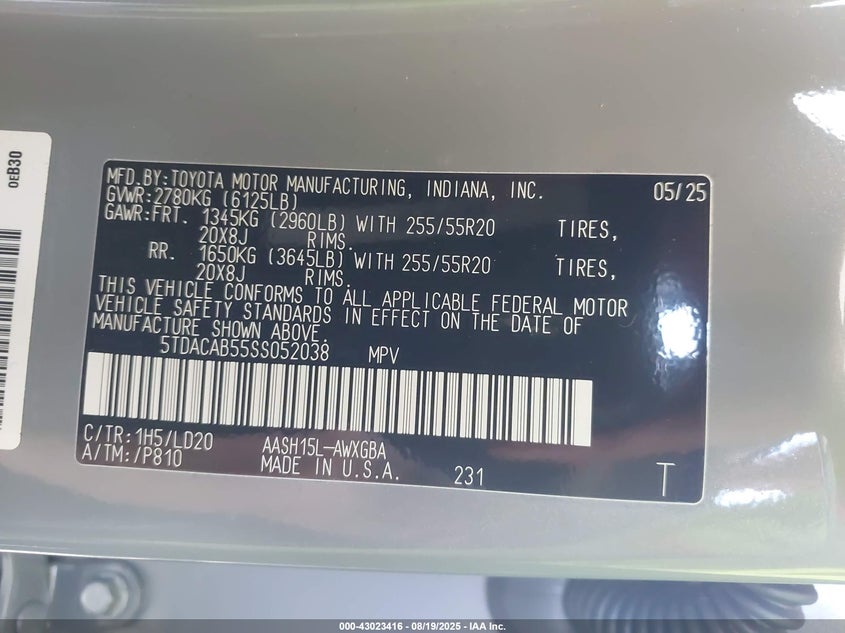 0EB30
MFD.BY:TOYOTA MOTOR MANUFACTURING, INDIANA, INC. 05/25
GVWR:2780KG (6125LB)
GAWR:FRT. 1345KG (2960LB) WITH 255/55R20 TIRES,
20X8J RIMS.
RR. 1650KG (3645LB) WITH 255/55R20 TIRES,
20X8J RIMS.
THIS VEHICLE CONFORMS TO ALL APPLICABLE FEDERAL MOTOR
VEHICLE SAFETY STANDARDS IN EFFECT ON THE DATE OF
MANUFACTURE SHOWN ABOVE.
5TDACAB55SS052038 MPV
C/TR:1H5/LD20 AASH15L-AWXGBA
A/TM:/P810 MADE IN U.S.A. 231 T
000-43023416 - 08/19/2025 - IAA Inc.